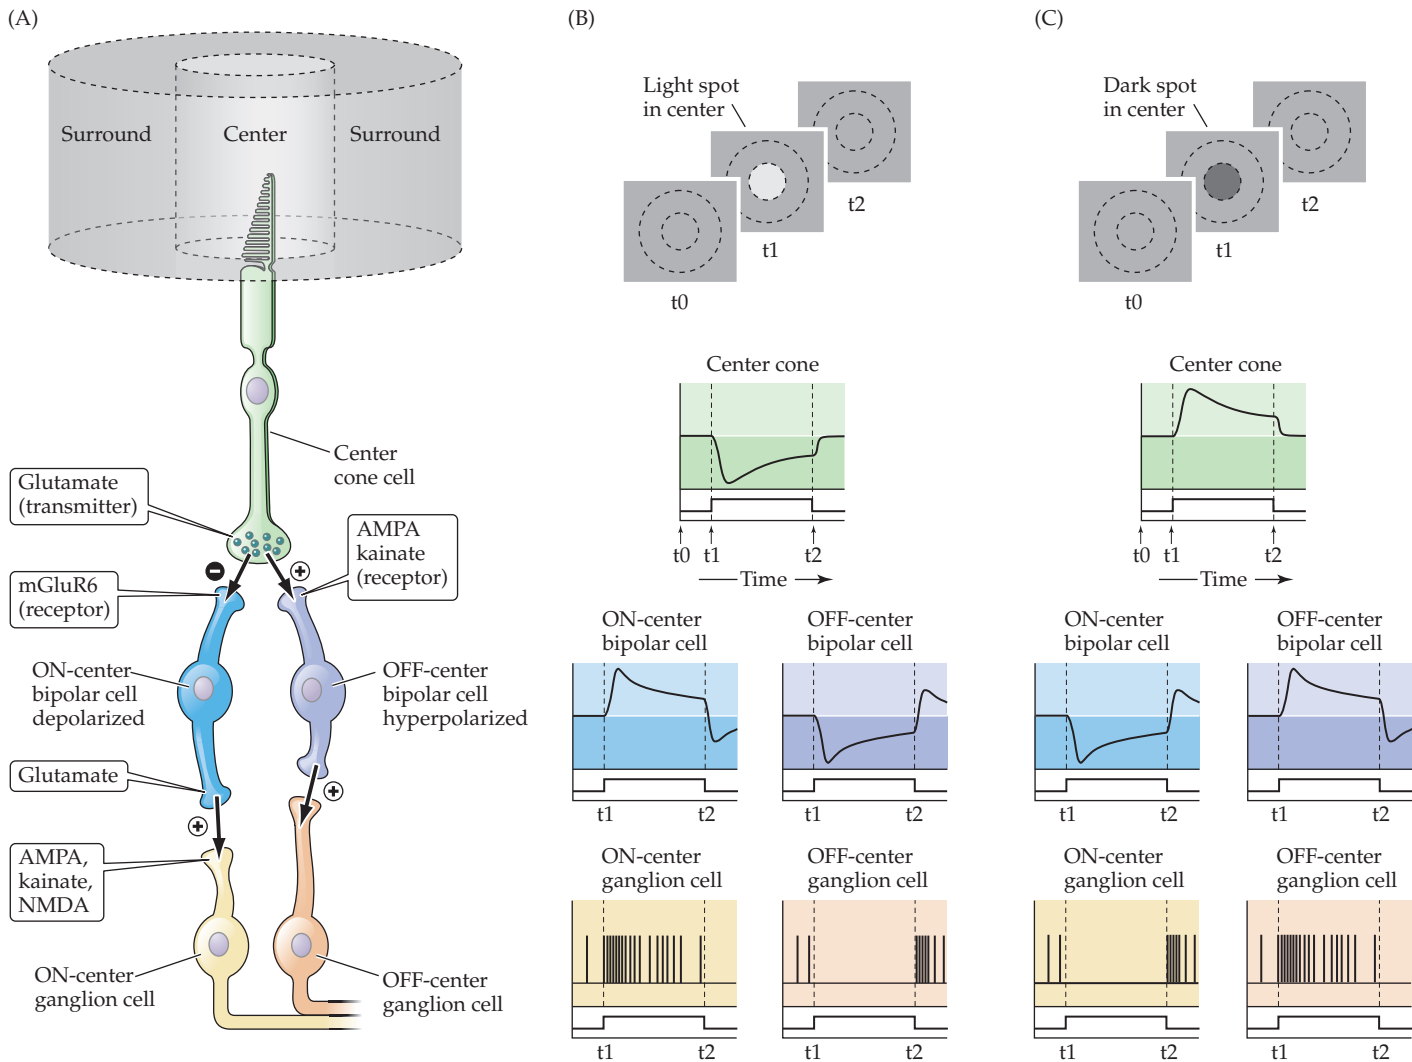 (A)
Surround
Center
Surround
Center
cone cell
Glutamate
(transmitter)
AMPA
kainate
(receptor)
−
+
mGluR6
(receptor)
ON-center
bipolar cell
depolarized
OFF-center
bipolar cell
hyperpolarized
Glutamate
+
+
AMPA,
kainate,
NMDA
ON-center
ganglion cell
OFF-center
ganglion cell
(B)
Light spot
in center
t2
t1
t0
Center cone
t0
t1
t2
Time
ON-center
bipolar cell
OFF-center
bipolar cell
t1
t2
t1
t2
ON-center
ganglion cell
OFF-center
ganglion cell
t1
t2
t1
t2
(C)
Dark spot
in center
t2
t1
t0
Center cone
t0
t1
t2
Time
ON-center
bipolar cell
OFF-center
bipolar cell
t1
t2
t1
t2
ON-center
ganglion cell
OFF-center
ganglion cell
t1
t2
t1
t2